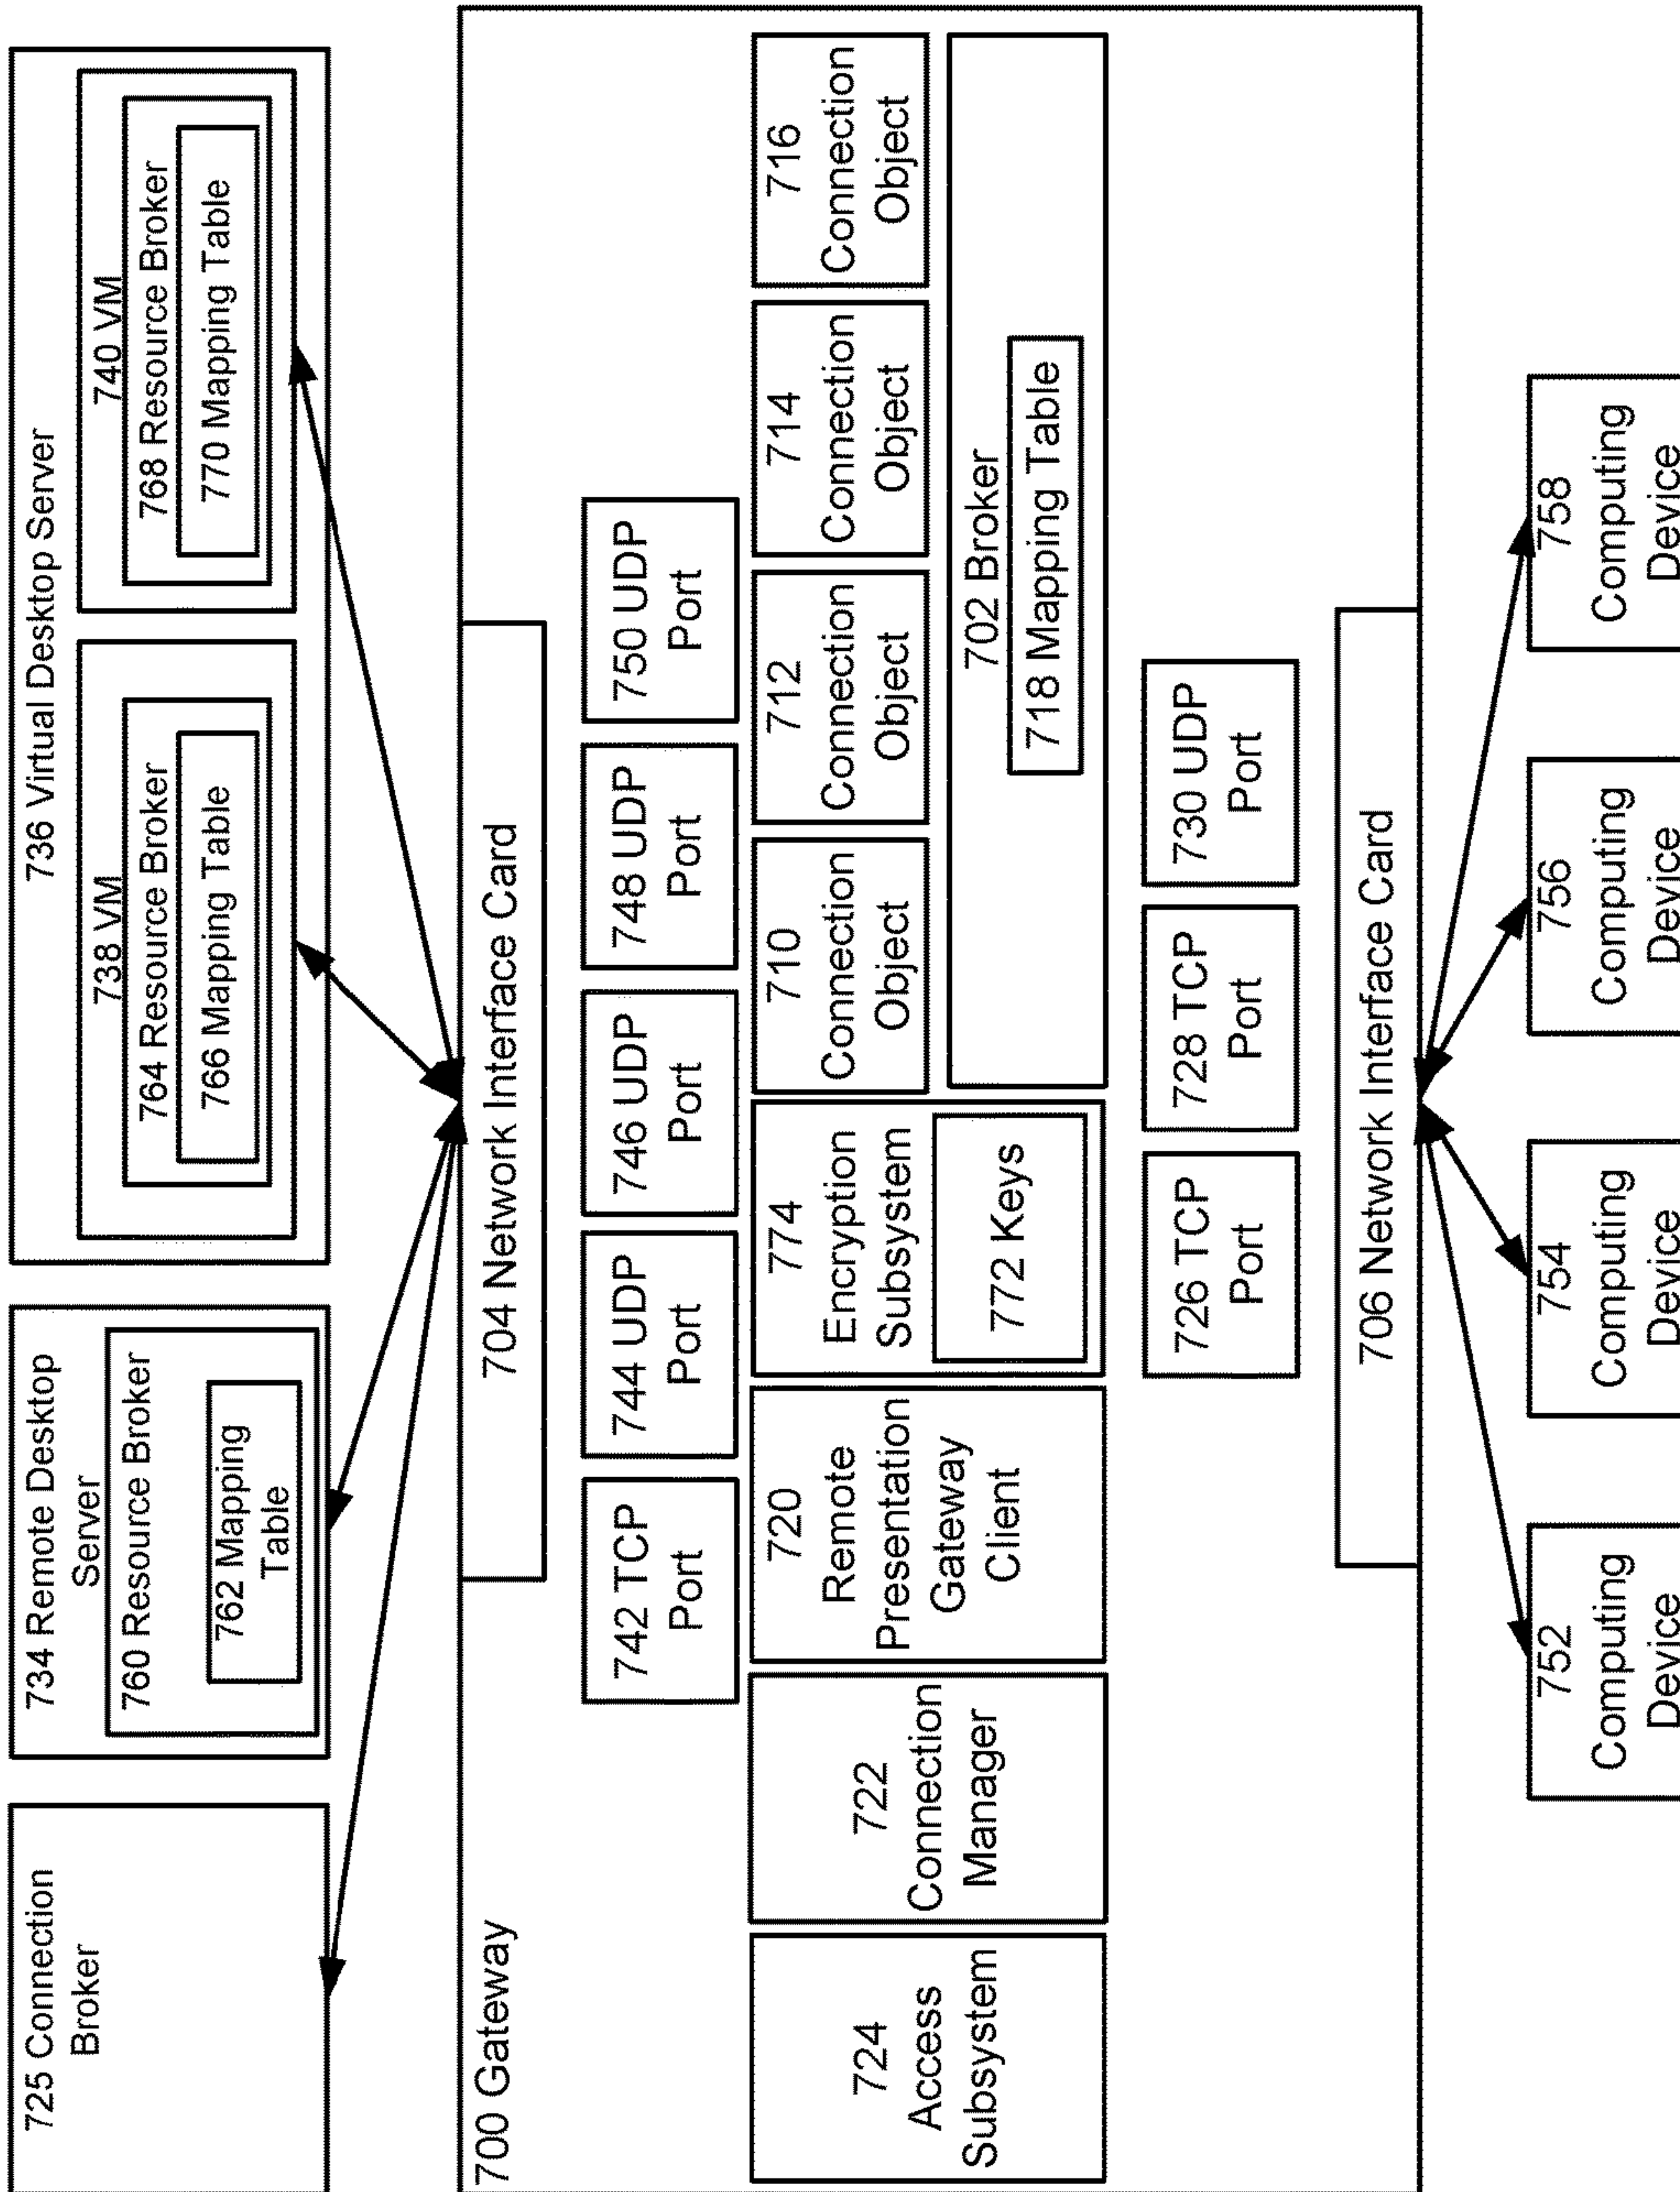 725 Connection
Broker
734 Remote Desktop
Server
760 Resource Broker
762 Mapping
Table
736 Virtual Desktop Server
738 VM
764 Resource Broker
766 Mapping Table
740 VM
768 Resource Broker
770 Mapping Table
700 Gateway
704 Network Interface Card
742 TCP
Port
744 UDP
Port
746 UDP
Port
748 UDP
Port
750 UDP
Port
724
Access
Subsystem
722
Connection
Manager
720
Remote
Presentation
Gateway
Client
774
Encryption
Subsystem
772 Keys
710
Connection
Object
712
Connection
Object
714
Connection
Object
716
Connection
Object
702 Broker
718 Mapping Table
726 TCP
Port
728 TCP
Port
730 UDP
Port
706 Network Interface Card
752
Computing
Device
754
Computing
Device
756
Computing
Device
758
Computing
Device